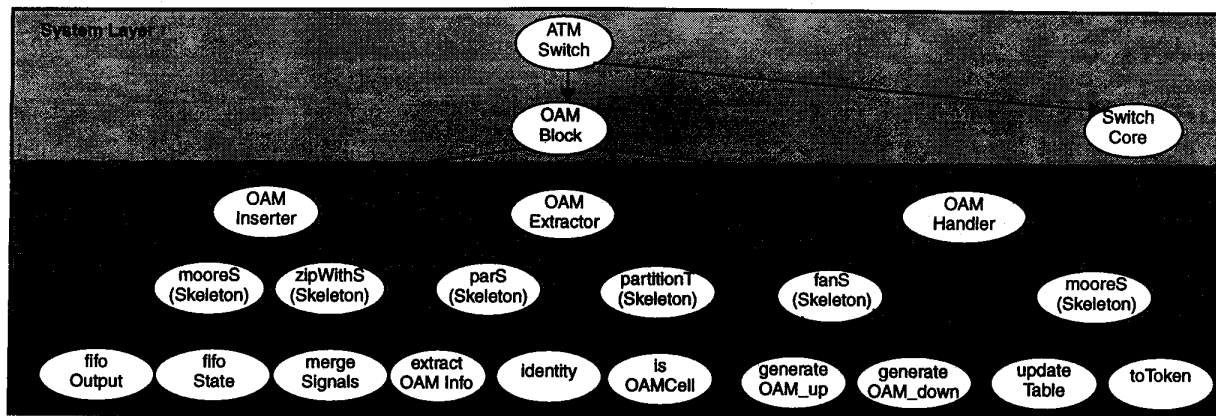 System Layer
ATM
Switch
OAM
Block
Switch
Core
OAM
Inserter
OAM
Extractor
OAM
Handler
mooreS
(Skeleton)
zipWithS
(Skeleton)
parS
(Skeleton)
partitionT
(Skeleton)
fanS
(Skeleton)
mooreS
(Skeleton)
fifo
Output
fifo
State
merge
Signals
extract
OAM Info
identity
is
OAMCell
generate
OAM_up
generate
OAM_down
update
Table
toToken